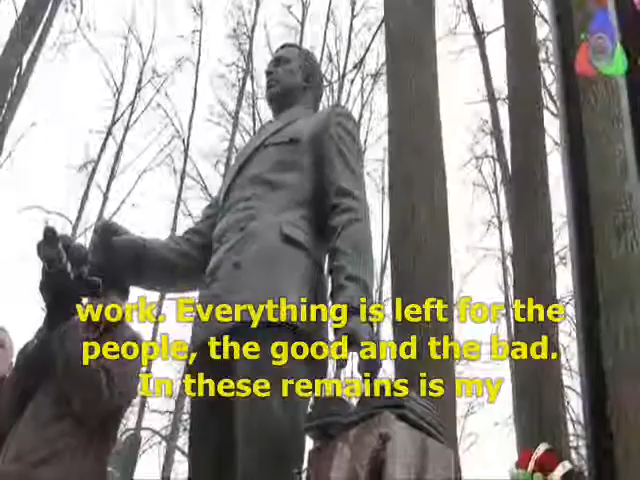 work. Everything is left for the
people, the good and the bad.
In these remains is my